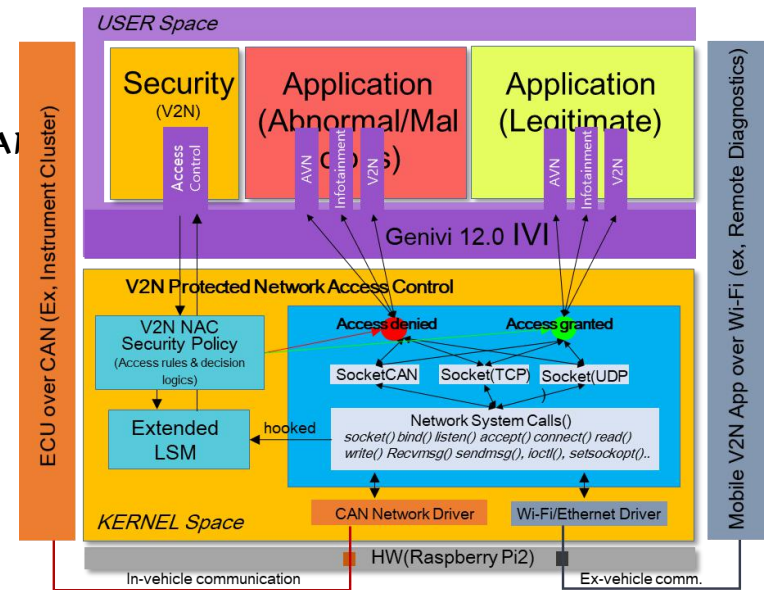 USER Space
Security
(V2N)
Access
Control
Application
(Abnormal/Mal
s)
AVN
Infotainment
V2N
Application
(Legitimate)
AVN
Infotainment
V2N
Genivi 12.0 IVI
ECU over CAN (Ex, Instrument Cluster)
Mobile V2N App over Wi-Fi (ex, Remote Diagnostics)
V2N Protected Network Access Control
V2N NAC
Security Policy
(Access rules & decision
logics)
Extended
LSM
hooked
Access denied
Access granted
SocketCAN
Socket(TCP)
Socket(UDP
)
Network System Calls()
socket() bind() listen() accept() connect() read()
write() Recvmsg() sendmsg(), ioctl(), setsockopt()..
KERNEL Space
CAN Network Driver
Wi-Fi/Ethernet Driver
HW(Raspberry Pi2)
In-vehicle communication
Ex-vehicle comm.